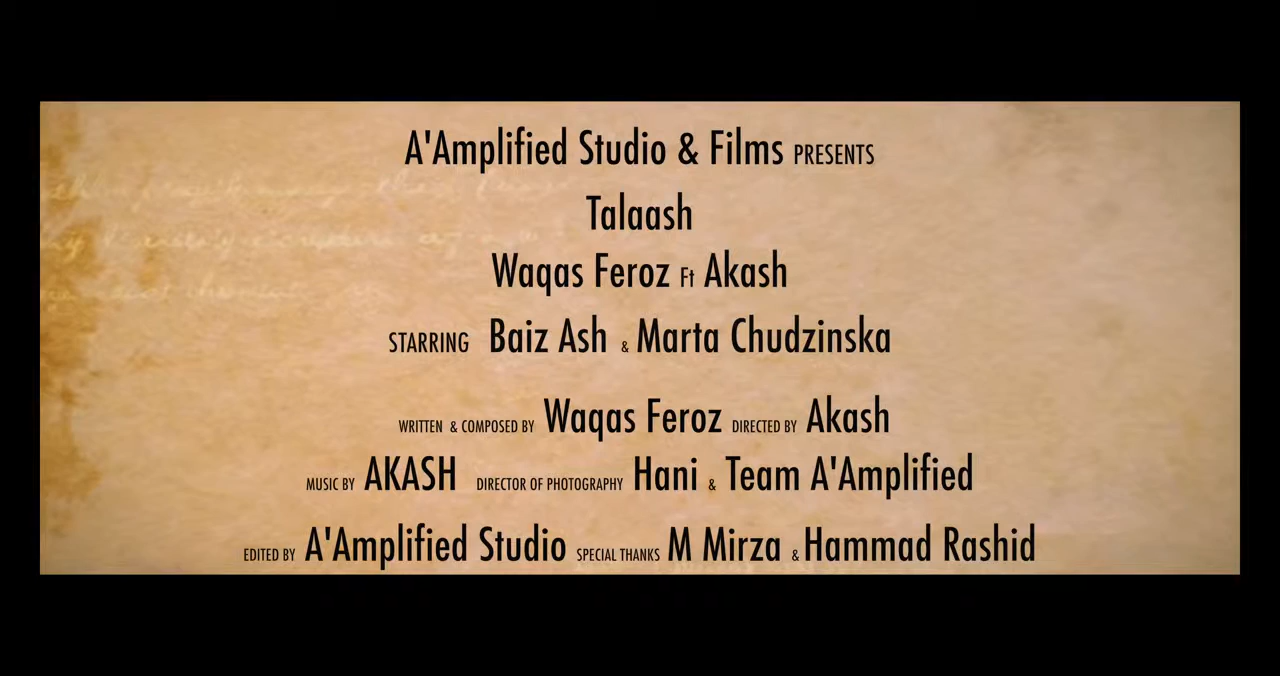 A'Amplified Studio & Films PRESENTS
Talaash
Waqas Feroz Ft Akash
STARRING Baiz Ash & Marta Chudzinska
WRITTEN & COMPOSED BY Waqas Feroz DIRECTED BY Akash
MUSIC BY AKASH DIRECTOR OF PHOTOGRAPHY Hani & Team A'Amplified
EDITED BY A'Amplified Studio SPECIAL THANKS M Mirza & Hammad Rashid